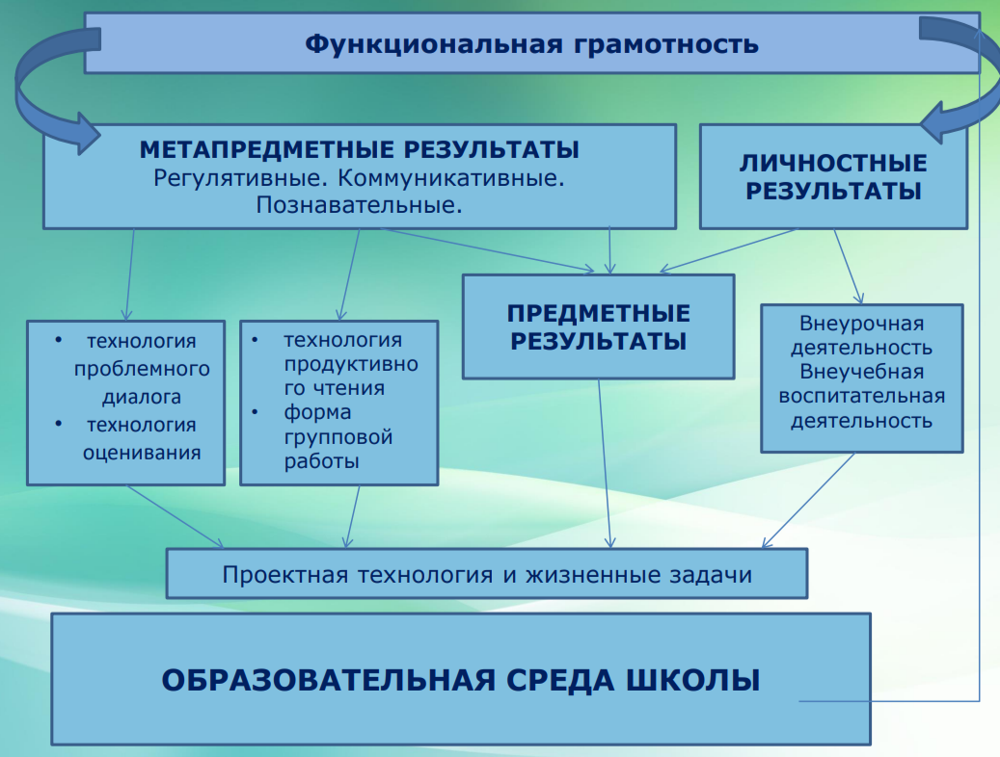 Функциональная грамотность
МЕТАПРЕДМЕТНЫЕ РЕЗУЛЬТАТЫ
Регулятивные. Коммуникативные.
Познавательные.
ЛИЧНОСТНЫЕ
РЕЗУЛЬТАТЫ
ПРЕДМЕТНЫЕ
РЕЗУЛЬТАТЫ
• технология
проблемного
диалога
• технология
оценивания
• технология
продуктивно
го чтения
• форма
групповой
работы
Внеурочная
деятельность
Внеучебная
воспитательная
деятельность
Проектная технология и жизненные задачи
ОБРАЗОВАТЕЛЬНАЯ СРЕДА ШКОЛЫ